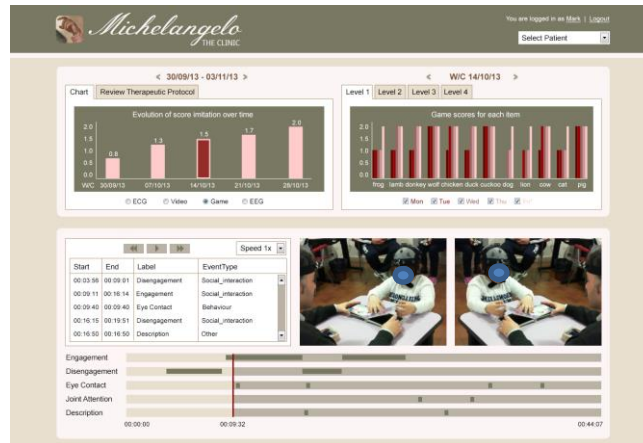 You are logged in as Mark | Logout
Michelangelo
THE CLINIC
Select Patient
< 30/09/13 - 03/11/13 >
Chart Review Therapeutic Protocol
Evolution of score imitation over time
2.0
1.5
1.0
0.5
0.0
0.8 1.3 1.5 1.7 2.0
W/C 30/09/13 07/10/13 14/10/13 21/10/13 28/10/13
ECG Video Game EEG
< W/C 14/10/13 >
Level 1 Level 2 Level 3 Level 4
Game scores for each item
2.0
1.5
1.0
0.5
0.0
frog lamb donkey wolf chicken duck cuckoo dog lion cow cat pig
Mon Tue Wed Thu
Speed 1x
Start End Label EventType
00:03:56 00:09:01 Disengagement Social_interaction
00:09:11 00:16:14 Engagement Social_interaction
00:09:40 00:09:40 Eye Contact Behaviour
00:16:15 00:19:51 Disengagement Social_interaction
00:16:50 00:16:50 Description Other
Engagement
Disengagement
Eye Contact
Joint Attention
Description
00:00:00 00:09:32 00:44:07